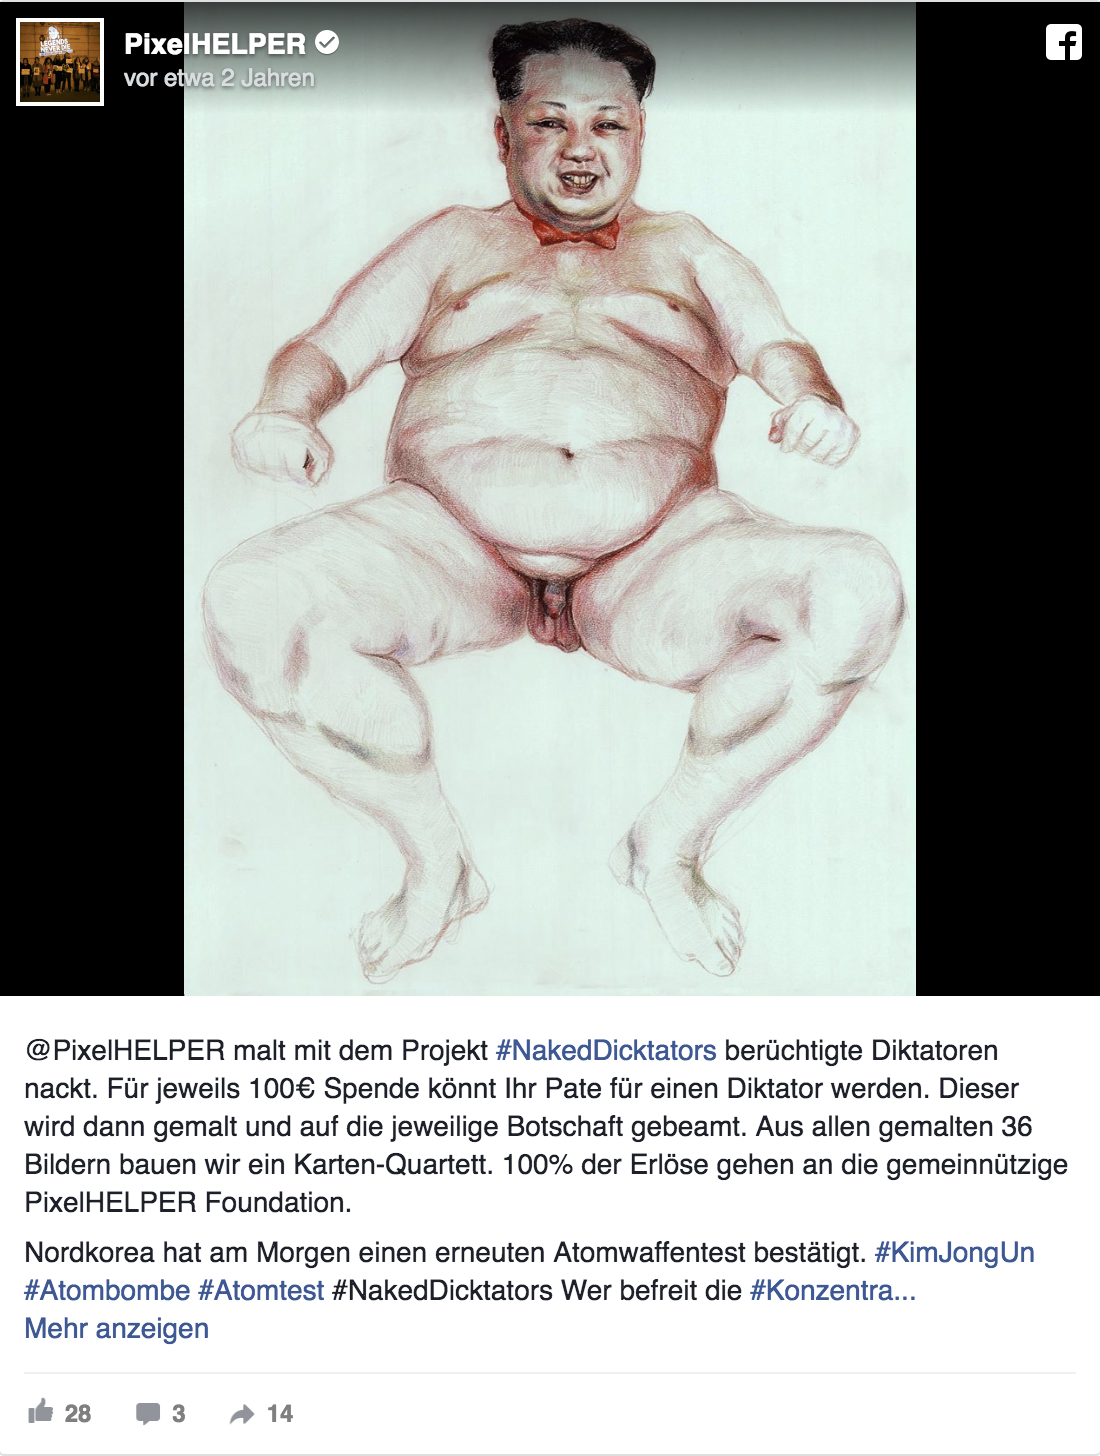 LEGENDS
NEVER DIE
PixelHELPER
vor etwa 2 Jahren
@PixelHELPER malt mit dem Projekt #NakedDicktators berüchtigte Diktatoren
nackt. Für jeweils 100€ Spende könnt Ihr Pate für einen Diktator werden. Dieser
wird dann gemalt und auf die jeweilige Botschaft gebeamt. Aus allen gemalten 36
Bildern bauen wir ein Karten-Quartett. 100% der Erlöse gehen an die gemeinnützige
PixelHELPER Foundation.
Nordkorea hat am Morgen einen erneuten Atomwaffentest bestätigt. #KimJongUn
#Atombombe #Atomtest #NakedDicktators Wer befreit die #Konzentra...
Mehr anzeigen
28 3 14